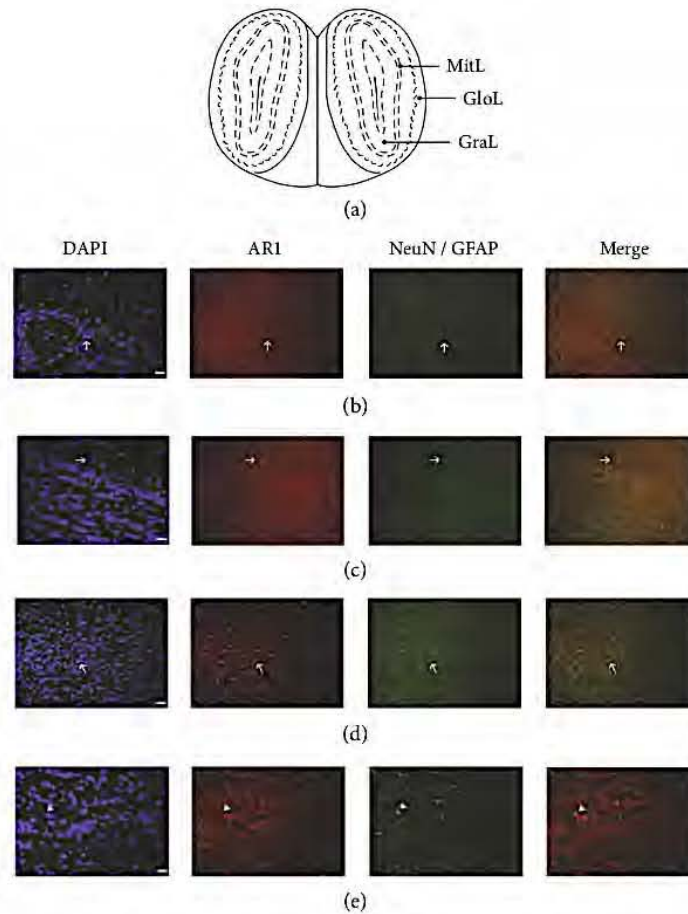 MitL
GloL
GraL
(a)
DAPI AR1 NeuN / GFAP Merge
(b)
(c)
(d)
(e)